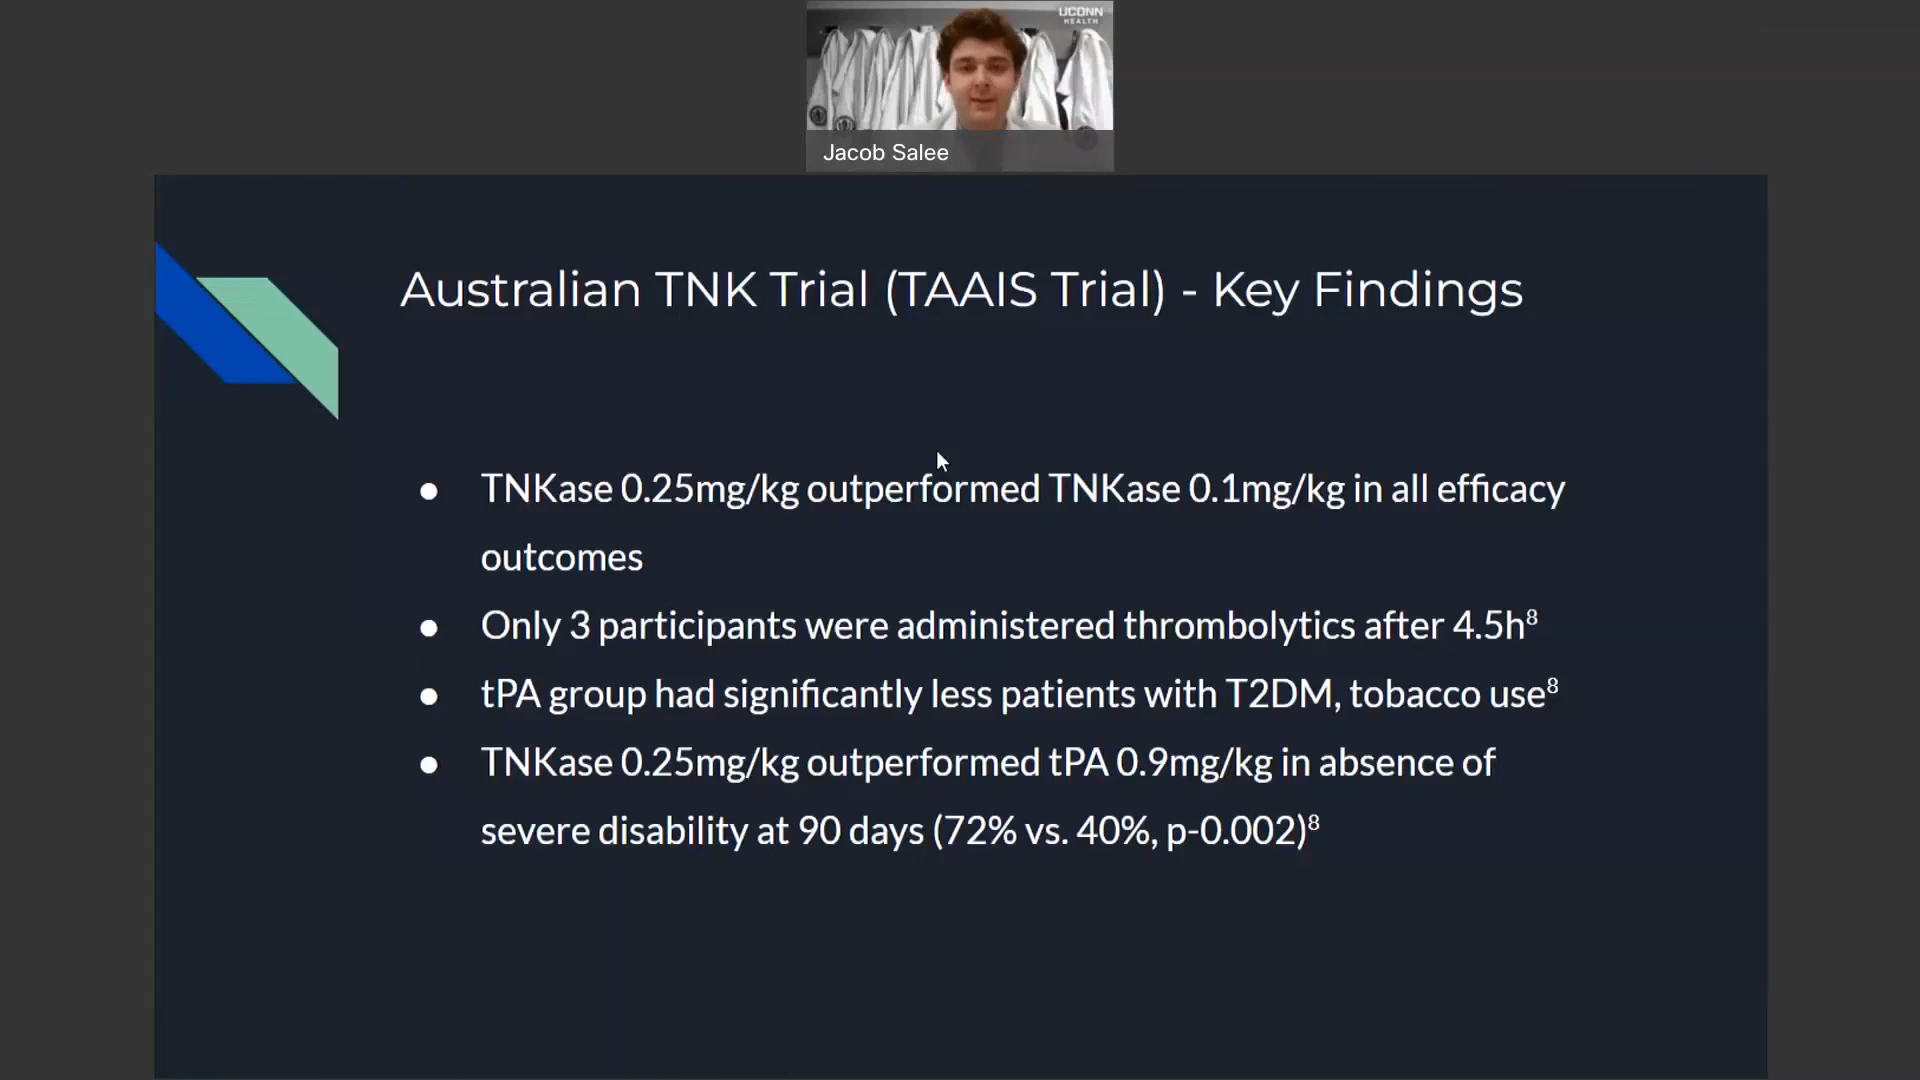 UCONN
HEALTH
Jacob Salee
Australian TNK Trial (TAAIS Trial) - Key Findings
● TNKase 0.25mg/kg outperformed TNKase 0.1mg/kg in all efficacy
outcomes
● Only 3 participants were administered thrombolytics after 4.5h⁸
● tPA group had significantly less patients with T2DM, tobacco use⁸
● TNKase 0.25mg/kg outperformed tPA 0.9mg/kg in absence of
severe disability at 90 days (72% vs. 40%, p-0.002)⁸